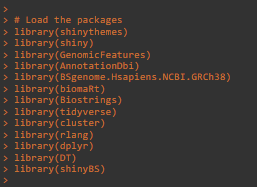 >
> # Load the packages
> library(shinythemes)
> library(shiny)
> library(GenomicFeatures)
> library(AnnotationDbi)
> library(BSgenome.Hsapiens.NCBI.GRCh38)
> library(biomaRt)
> library(Biostrings)
> library(tidyverse)
> library(cluster)
> library(rlang)
> library(dplyr)
> library(DT)
> library(shinyBS)
>